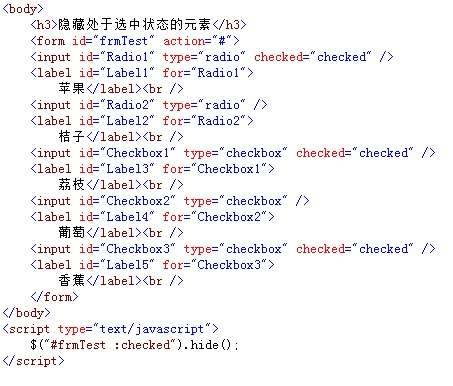 <body>
    <h3>隐藏处于选中状态的元素</h3>
    <form id="frmTest" action="#">
    <input id="Radio1" type="radio" checked="checked" />
    <label id="Label1" for="Radio1">
        苹果</label><br />
    <input id="Radio2" type="radio" />
    <label id="Label2" for="Radio2">
        桔子</label><br />
    <input id="Checkbox1" type="checkbox" checked="checked" />
    <label id="Label3" for="Checkbox1">
        荔枝</label><br />
    <input id="Checkbox2" type="checkbox" />
    <label id="Label4" for="Checkbox2">
        葡萄</label><br />
    <input id="Checkbox3" type="checkbox" checked="checked" />
    <label id="Label5" for="Checkbox3">
        香蕉</label><br />
    </form>
</body>
<script type="text/javascript">
    $("#frmTest :checked").hide();
</script>